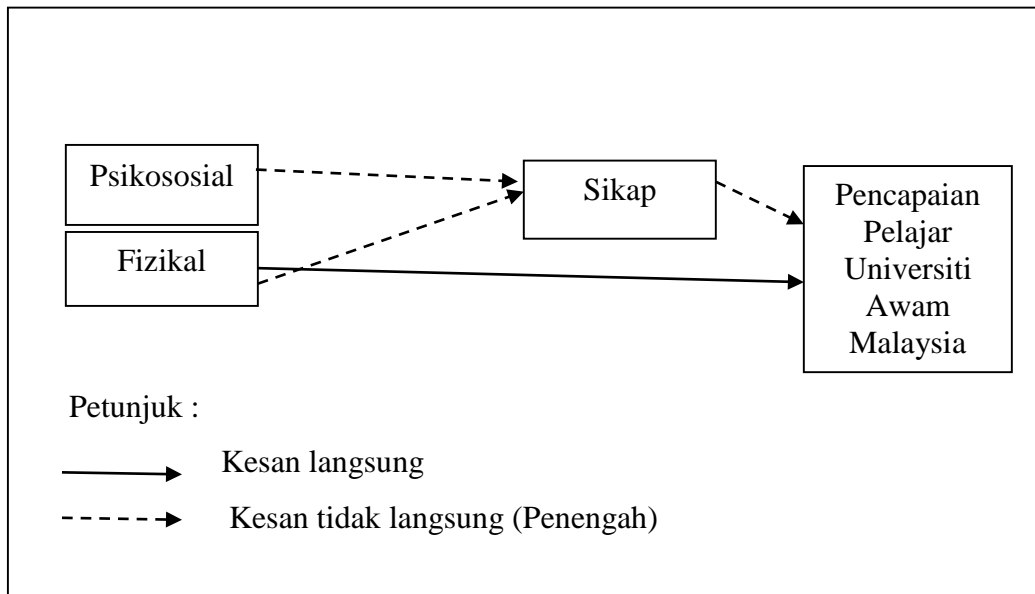 Psikososial
Fizikal
Sikap
Pencapaian
Pelajar
Universiti
Awam
Malaysia
Petunjuk :
Kesan langsung
Kesan tidak langsung (Penengah)